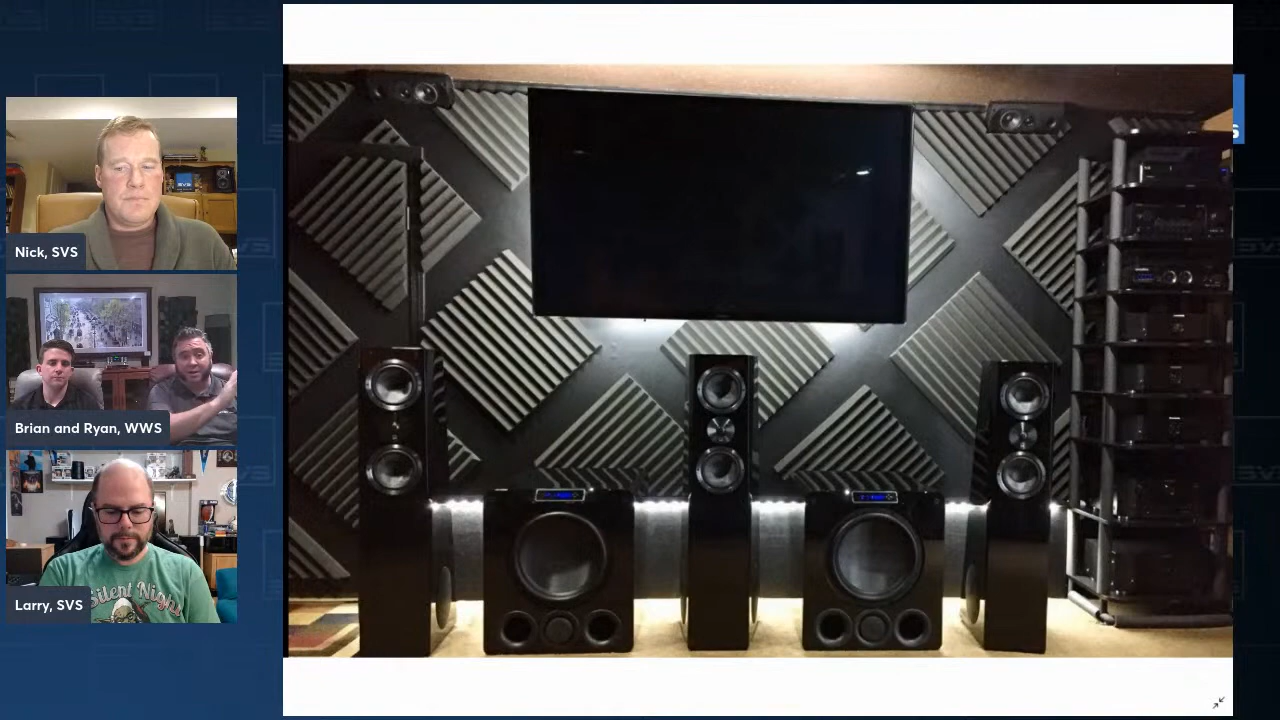 Nick, SVS
Brian and Ryan, WWS
Larry, SVS
Silent Night